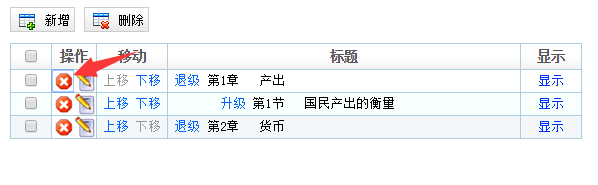 新增 删除
操作 移动 标题 显示
上移 下移 退级 第1章 产出 显示
上移 下移 升级 第1节 国民产出的衡量 显示
上移 下移 退级 第2章 货币 显示